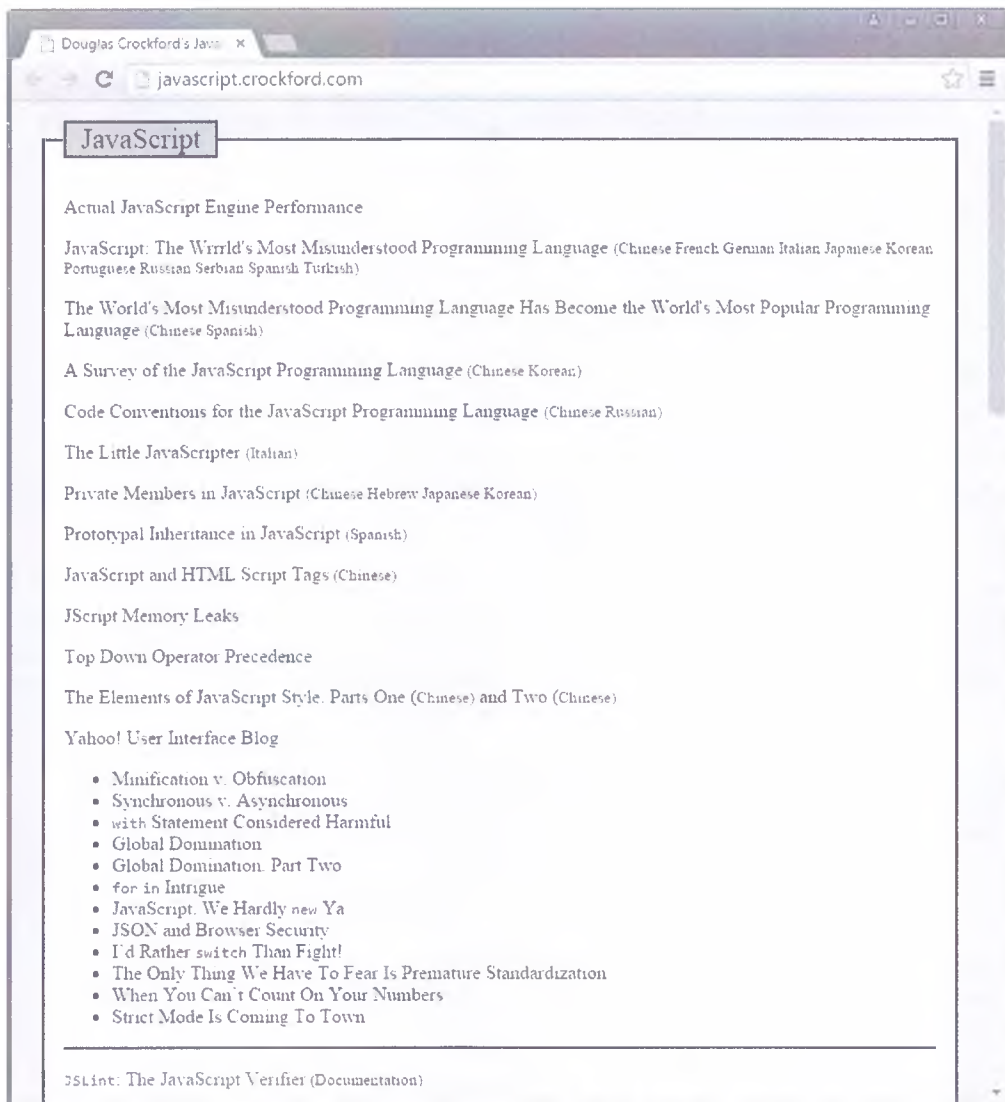 Douglas Crockford's Java
javascript.crockford.com
JavaScript
Actual JavaScript Engine Performance
JavaScript: The Wrrrld's Most Misunderstood Programming Language (Chinese French German Italian Japanese Korean
Portuguese Russian Serbian Spanish Turkish)
The World's Most Misunderstood Programming Language Has Become the World's Most Popular Programming
Language (Chinese Spanish)
A Survey of the JavaScript Programming Language (Chinese Korean)
Code Conventions for the JavaScript Programming Language (Chinese Russian)
The Little JavaScripter (Italian)
Private Members in JavaScript (Chinese Hebrew Japanese Korean)
Prototypal Inheritance in JavaScript (Spanish)
JavaScript and HTML Script Tags (Chinese)
JScript Memory Leaks
Top Down Operator Precedence
The Elements of JavaScript Style. Parts One (Chinese) and Two (Chinese)
Yahoo! User Interface Blog
• Minification v. Obfuscation
• Synchronous v. Asynchronous
• with Statement Considered Harmful
• Global Domination
• Global Domination. Part Two
• for in Intrigue
• JavaScript. We Hardly new Ya
• JSON and Browser Security
• I'd Rather switch Than Fight!
• The Only Thing We Have To Fear Is Premature Standardization
• When You Can't Count On Your Numbers
• Strict Mode Is Coming To Town
JSLint: The JavaScript Verifier (Documentation)